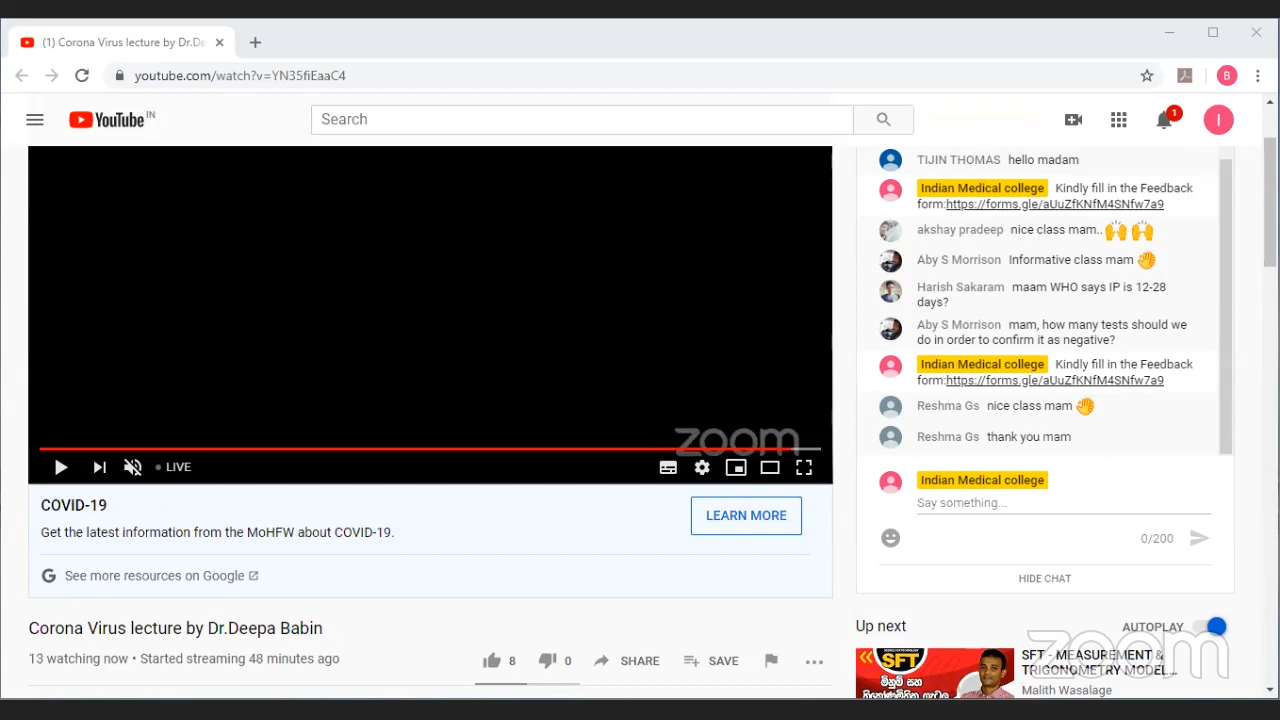 (1) Corona Virus lecture by Dr.De
youtube.com/watch?v=YN35fiEaaC4
B
YouTube IN
Search
1
I
TIJIN THOMAS hello madam
Indian Medical college Kindly fill in the Feedback
form:https://forms.gle/aUuZfKNfM4SNfw7a9
akshay pradeep nice class mam..
Aby S Morrison Informative class mam
Harish Sakaram maam WHO says IP is 12-28
days?
Aby S Morrison mam, how many tests should we
do in order to confirm it as negative?
Indian Medical college Kindly fill in the Feedback
form:https://forms.gle/aUuZfKNfM4SNfw7a9
Reshma Gs nice class mam
Reshma Gs thank you mam
Indian Medical college
Say something...
0/200
HIDE CHAT
zoom
LIVE
COVID-19
Get the latest information from the MoHFW about COVID-19.
LEARN MORE
G See more resources on Google
Corona Virus lecture by Dr.Deepa Babin
13 watching now • Started streaming 48 minutes ago
8
0
SHARE
SAVE
Up next
AUTOPLAY
SFT
මිනුම් සහ
SFT - MEASUREMENT &
TRIGONOMETRY MODEL...
Malith Wasalage
zoom